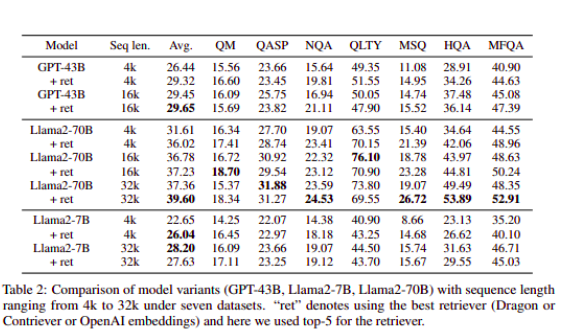 Model Seq len. Avg. QM QASP NQA QLTY MSQ HQA MFQA
GPT-43B 4k 26.44 15.56 23.66 15.64 49.35 11.08 28.91 40.90
+ ret 4k 29.32 16.60 23.45 19.81 51.55 14.95 34.26 44.63
GPT-43B 16k 29.45 16.09 25.75 16.94 50.05 14.74 37.48 45.08
+ ret 16k 29.65 15.69 23.82 21.11 47.90 15.52 36.14 47.39
Llama2-70B 4k 31.61 16.34 27.70 19.07 63.55 15.40 34.64 44.55
+ ret 4k 36.02 17.41 28.74 23.41 70.15 21.39 42.06 48.96
Llama2-70B 16k 36.78 16.72 30.92 22.32 76.10 18.78 43.97 48.63
+ ret 16k 37.23 18.70 29.54 23.12 70.90 23.28 44.81 50.24
Llama2-70B 32k 37.36 15.37 31.88 23.59 73.80 19.07 49.49 48.35
+ ret 32k 39.60 18.34 31.27 24.53 69.55 26.72 53.89 52.91
Llama2-7B 4k 22.65 14.25 22.07 14.38 40.90 8.66 23.13 35.20
+ ret 4k 26.04 16.45 22.97 18.18 43.25 14.68 26.62 40.10
Llama2-7B 32k 28.20 16.09 23.66 19.07 44.50 15.74 31.63 46.71
+ ret 32k 27.63 17.11 23.25 19.12 43.70 15.67 29.55 45.03
Table 2: Comparison of model variants (GPT-43B, Llama2-7B, Llama2-70B) with sequence length
ranging from 4k to 32k under seven datasets. “ret” denotes using the best retriever (Dragon or
Contriever or OpenAI embeddings) and here we used top-5 for the retriever.